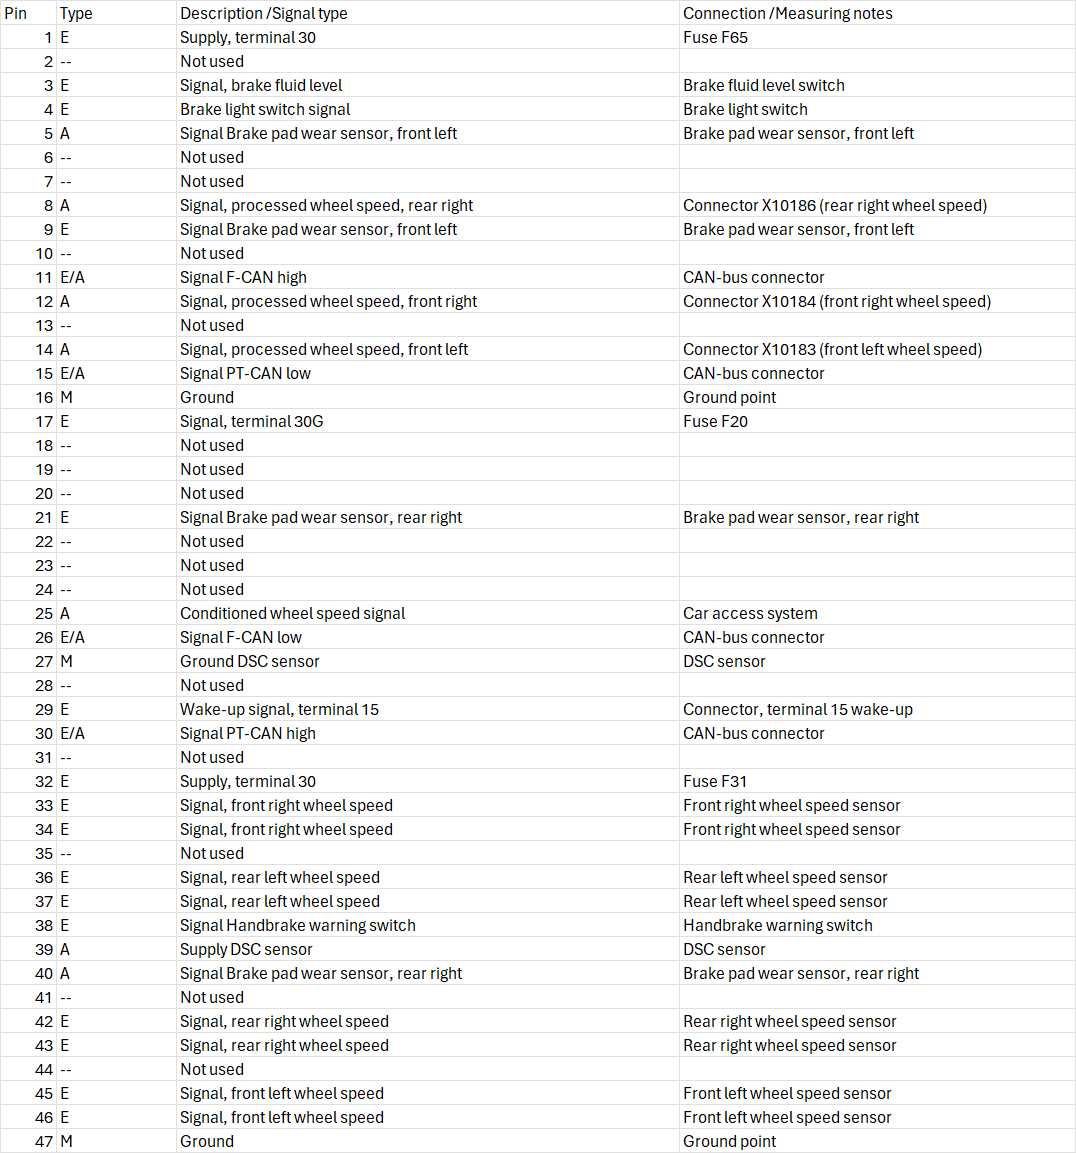 Pin Type Description /Signal type Connection /Measuring notes
1 E Supply, terminal 30 Fuse F65
2 -- Not used
3 E Signal, brake fluid level Brake fluid level switch
4 E Brake light switch signal Brake light switch
5 A Signal Brake pad wear sensor, front left Brake pad wear sensor, front left
6 -- Not used
7 -- Not used
8 A Signal, processed wheel speed, rear right Connector X10186 (rear right wheel speed)
9 E Signal Brake pad wear sensor, front left Brake pad wear sensor, front left
10 -- Not used
11 E/A Signal F-CAN high CAN-bus connector
12 A Signal, processed wheel speed, front right Connector X10184 (front right wheel speed)
13 -- Not used
14 A Signal, processed wheel speed, front left Connector X10183 (front left wheel speed)
15 E/A Signal PT-CAN low CAN-bus connector
16 M Ground Ground point
17 E Signal, terminal 30G Fuse F20
18 -- Not used
19 -- Not used
20 -- Not used
21 E Signal Brake pad wear sensor, rear right Brake pad wear sensor, rear right
22 -- Not used
23 -- Not used
24 -- Not used
25 A Conditioned wheel speed signal Car access system
26 E/A Signal F-CAN low CAN-bus connector
27 M Ground DSC sensor DSC sensor
28 -- Not used
29 E Wake-up signal, terminal 15 Connector, terminal 15 wake-up
30 E/A Signal PT-CAN high CAN-bus connector
31 -- Not used
32 E Supply, terminal 30 Fuse F31
33 E Signal, front right wheel speed Front right wheel speed sensor
34 E Signal, front right wheel speed Front right wheel speed sensor
35 -- Not used
36 E Signal, rear left wheel speed Rear left wheel speed sensor
37 E Signal, rear left wheel speed Rear left wheel speed sensor
38 E Signal Handbrake warning switch Handbrake warning switch
39 A Supply DSC sensor DSC sensor
40 A Signal Brake pad wear sensor, rear right Brake pad wear sensor, rear right
41 -- Not used
42 E Signal, rear right wheel speed Rear right wheel speed sensor
43 E Signal, rear right wheel speed Rear right wheel speed sensor
44 -- Not used
45 E Signal, front left wheel speed Front left wheel speed sensor
46 E Signal, front left wheel speed Front left wheel speed sensor
47 M Ground Ground point